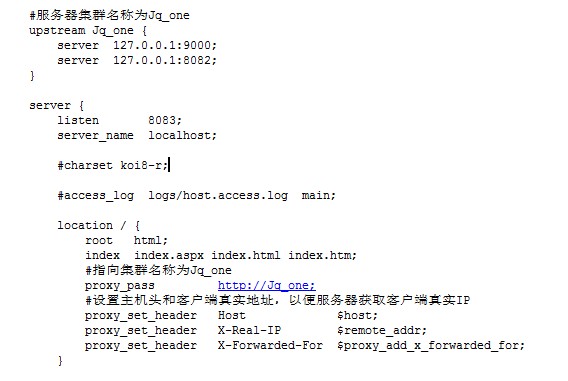 #服务器集群名称为Jq_one
upstream Jq_one {
server 127.0.0.1:9000;
server 127.0.0.1:8082;
}
server {
listen 8083;
server_name localhost;
#charset koi8-r;
#access_log logs/host.access.log main;
location / {
root html;
index index.aspx index.html index.htm;
#指向集群名称为Jq_one
proxy_pass http://Jq_one;
#设置主机头和客户端真实地址，以便服务器获取客户端真实IP
proxy_set_header Host $host;
proxy_set_header X-Real-IP $remote_addr;
proxy_set_header X-Forwarded-For $proxy_add_x_forwarded_for;
}